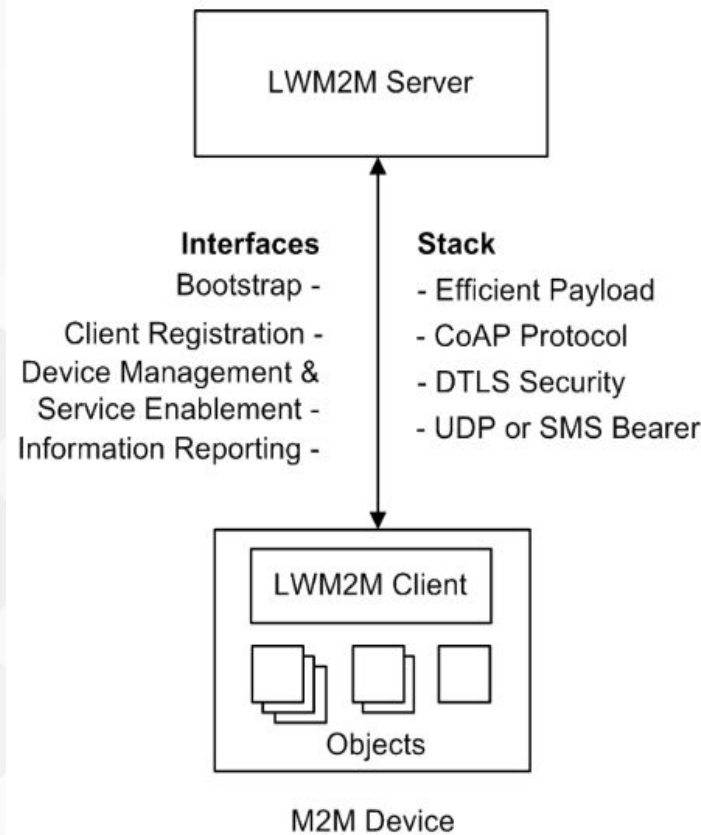 LWM2M Server
Interfaces
Bootstrap -
Client Registration -
Device Management &
Service Enablement -
Information Reporting -
Stack
- Efficient Payload
- CoAP Protocol
- DTLS Security
- UDP or SMS Bearer
LWM2M Client
Objects
M2M Device